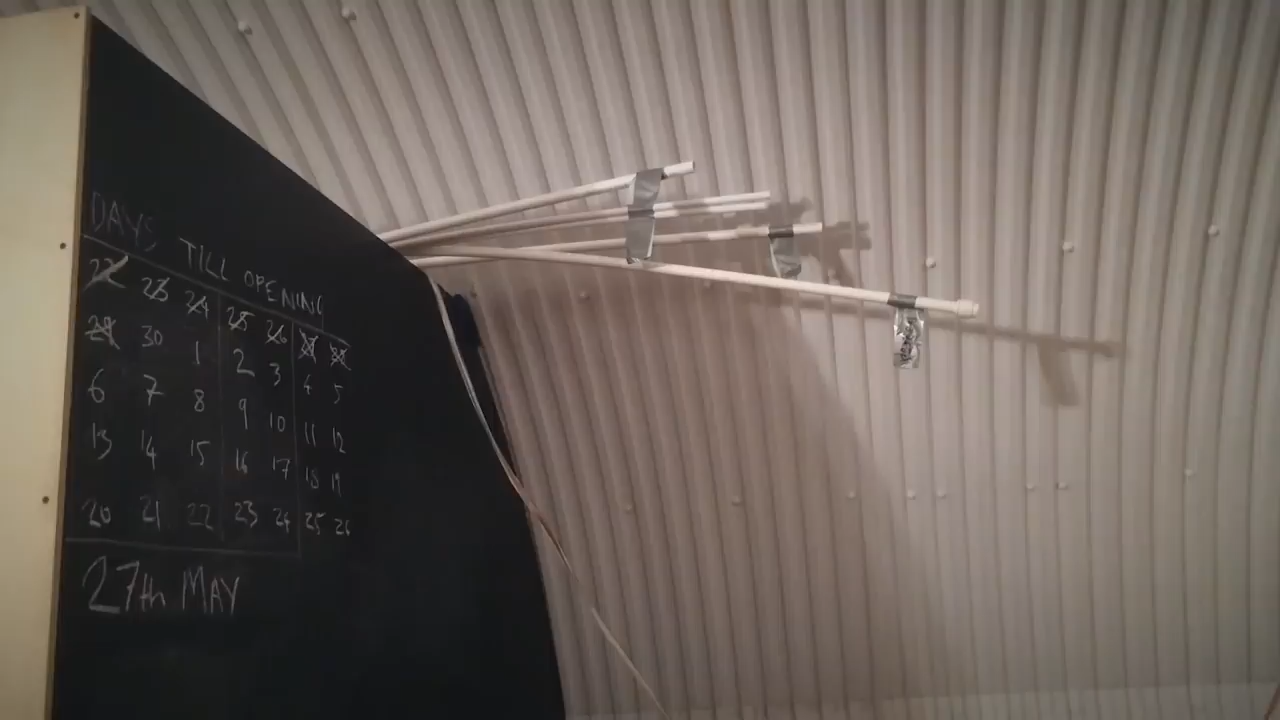 DAYS TILL OPENING
22 23 24 25 26 27 28
29 30 1 2 3 4 5
6 7 8 9 10 11 12
13 14 15 16 17 18 19
20 21 22 23 24 25 26
27th MAY